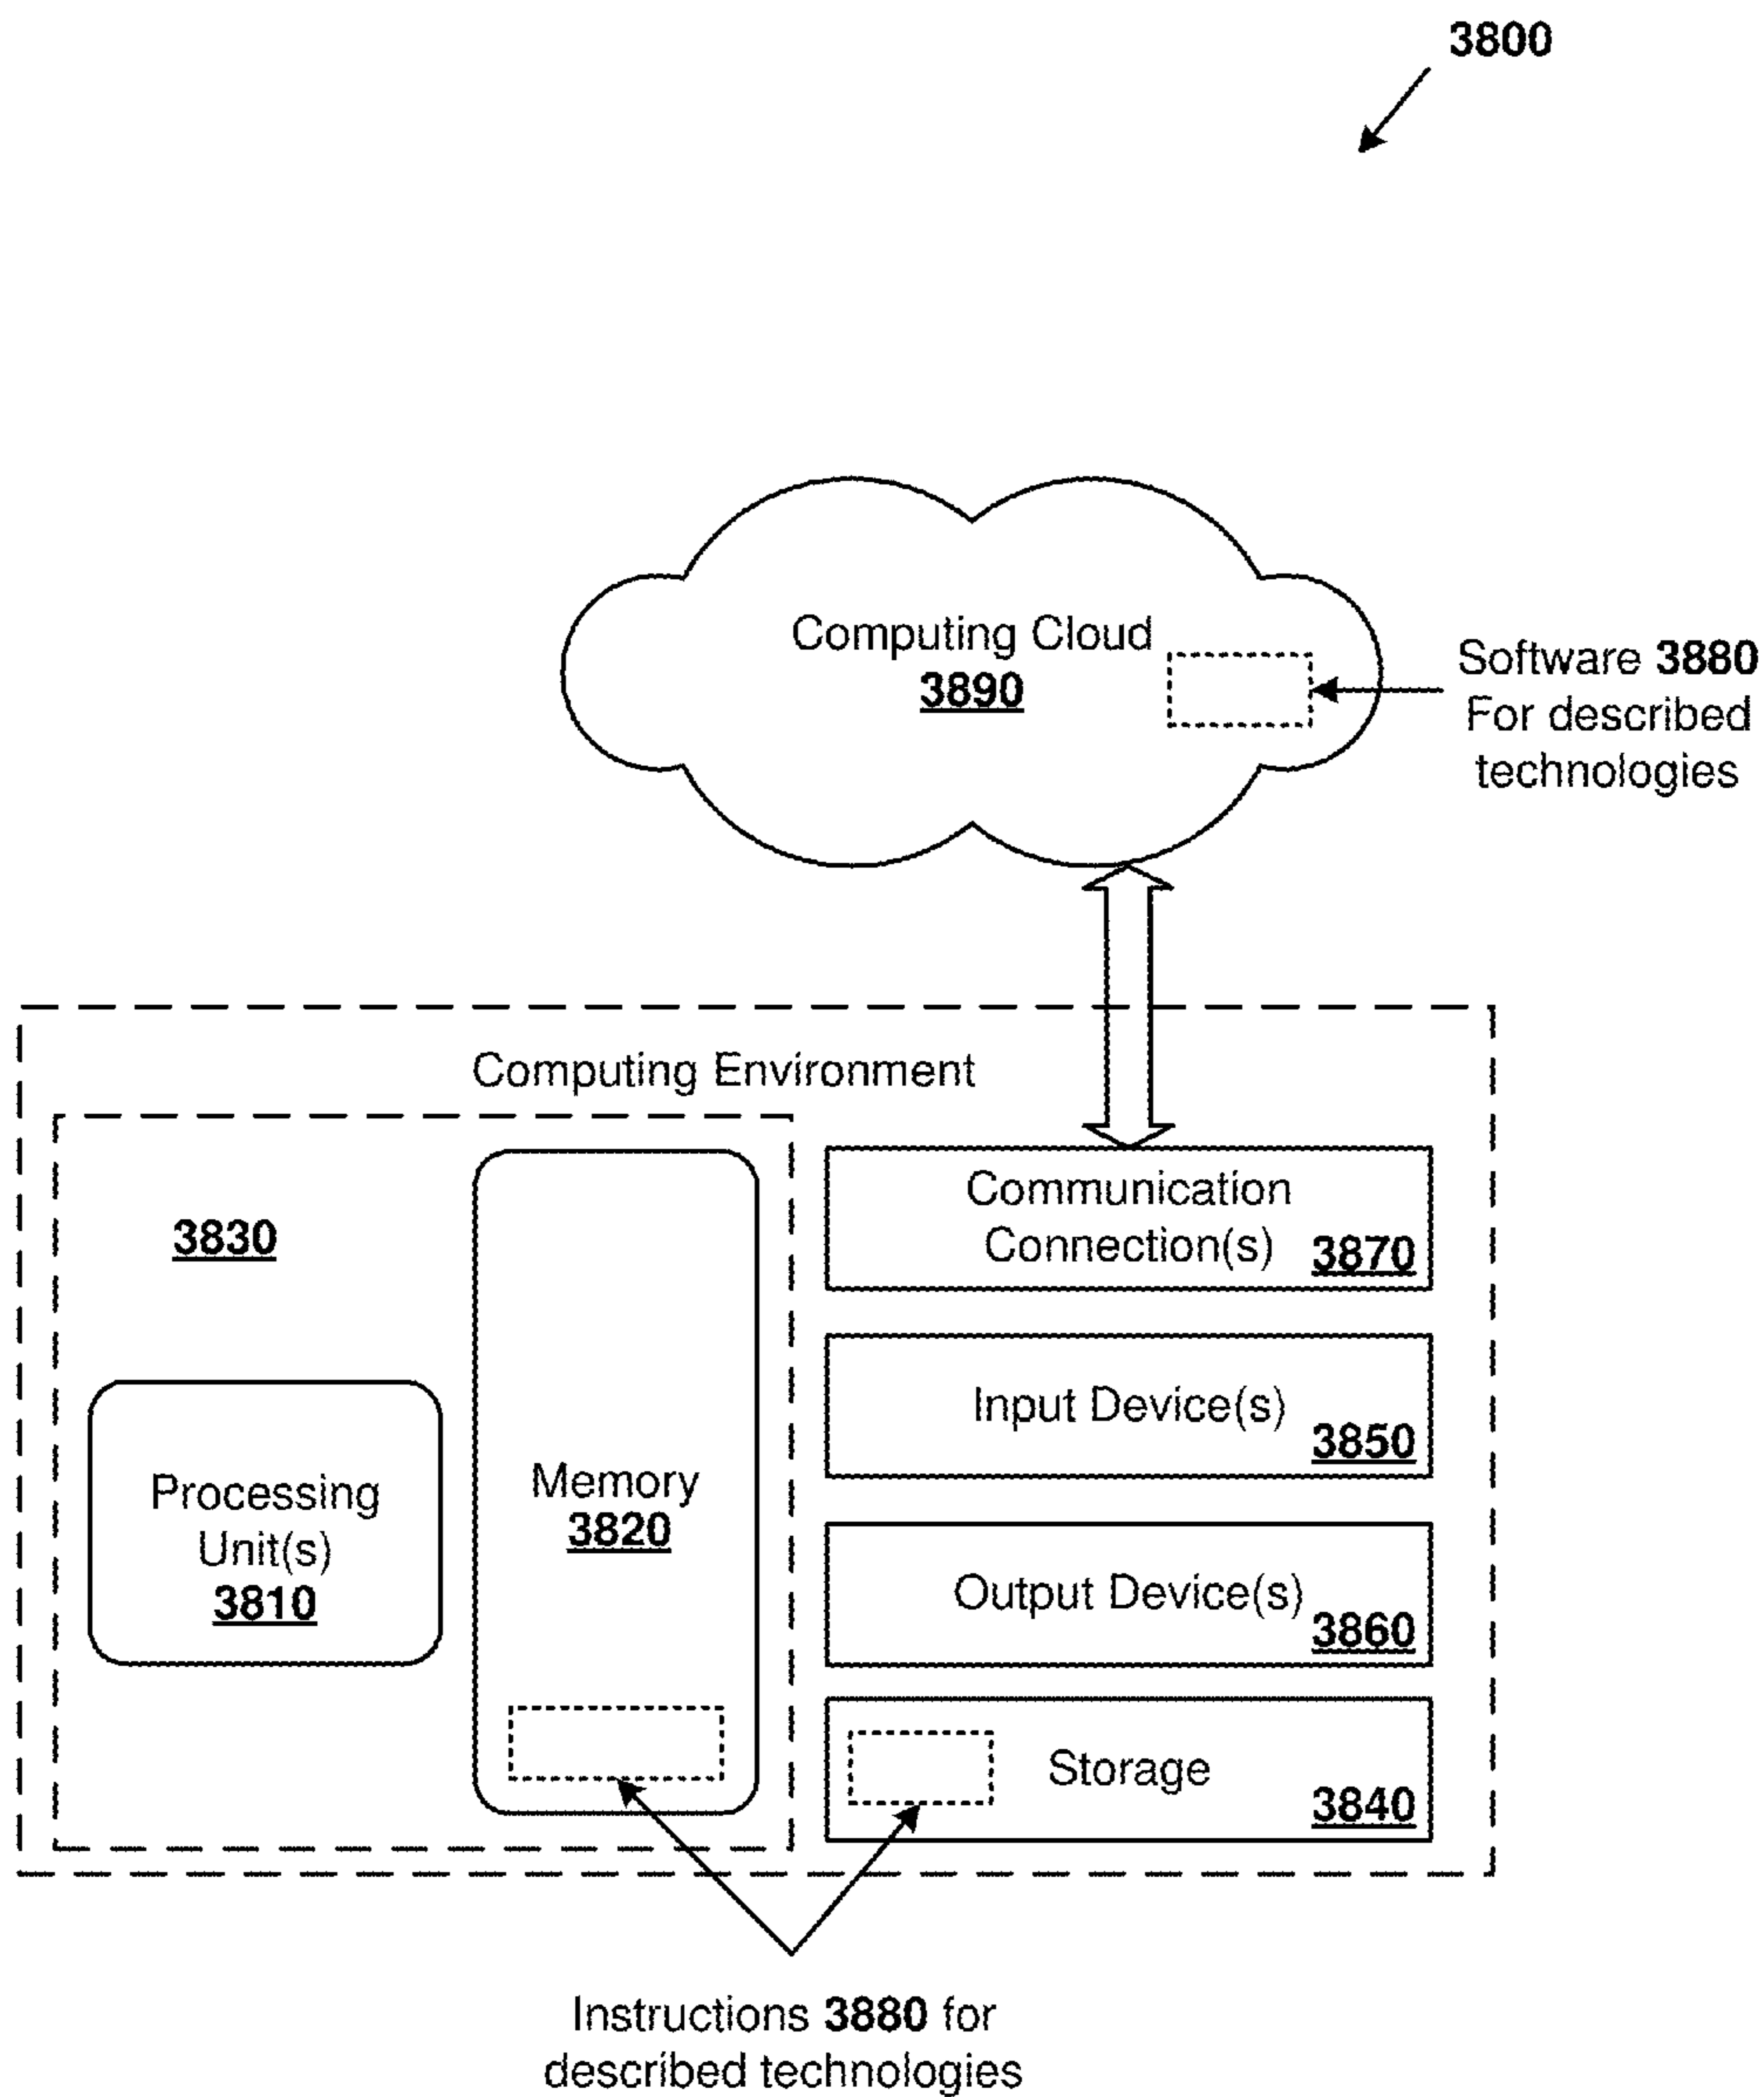 3800
Computing Cloud
3890
Software 3880
For described
technologies
Computing Environment
3830
Processing
Unit(s)
3810
Memory
3820
Communication
Connection(s) 3870
Input Device(s)
3850
Output Device(s)
3860
Storage
3840
Instructions 3880 for
described technologies